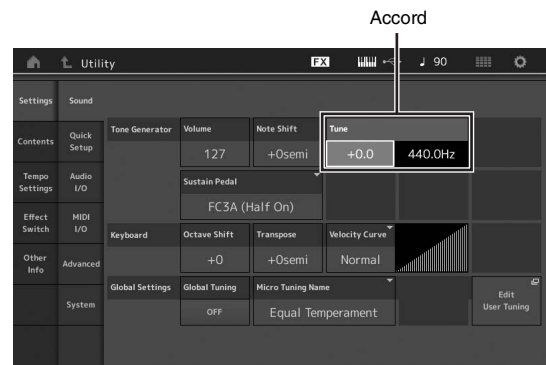 Accord
Utility
FX
♩ 90
Settings
Sound
Contents
Quick Setup
Tempo Settings
Audio I/O
Effect Switch
MIDI I/O
Other Info
Advanced
System
Tone Generator
Volume
127
Note Shift
+0semi
Tune
+0.0
440.0Hz
Sustain Pedal
FC3A (Half On)
Keyboard
Octave Shift
+0
Transpose
+0semi
Velocity Curve
Normal
Global Settings
Global Tuning
OFF
Micro Tuning Name
Equal Temperament
Edit
User Tuning